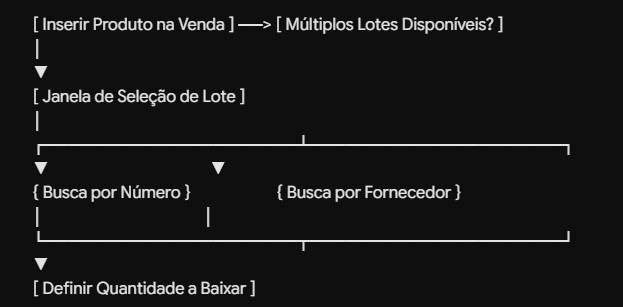 [ Inserir Produto na Venda ] ──> [ Múltiplos Lotes Disponíveis? ]
│
▼
[ Janela de Seleção de Lote ]
│
┌──────────────┴──────────────┐
▼ ▼
{ Busca por Número } { Busca por Fornecedor }
│ │
└──────────────┬──────────────┘
▼
[ Definir Quantidade a Baixar ]